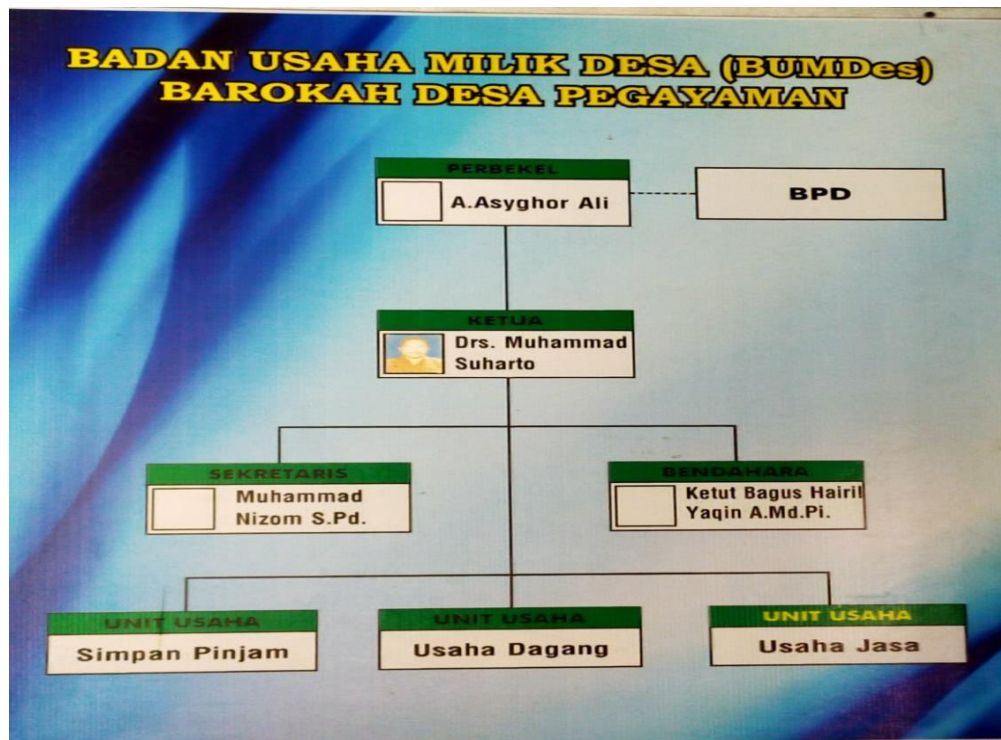 BADAN USAHA MILIK DESA (BUMDes)
BAROKAH DESA PEGAYAMAN
PERBEKEL
A.Asyghor Ali
BPD
KETUA
Drs. Muhammad
Suharto
SEKRETARIS
Muhammad
Nizom S.Pd.
BENDAHARA
Ketut Bagus Hairil
Yaqin A.Md.Pi.
UNIT USAHA
Simpan Pinjam
UNIT USAHA
Usaha Dagang
UNIT USAHA
Usaha Jasa